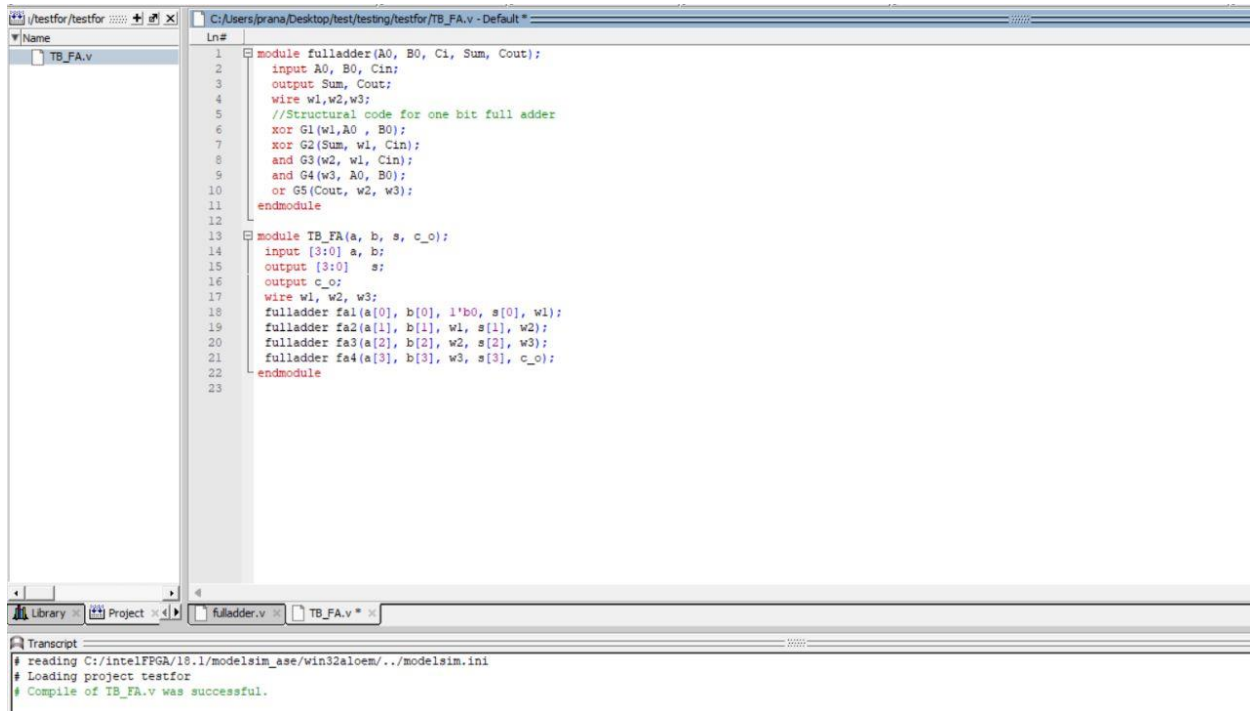 /testfor/testfor
C:/Users/prana/Desktop/test/testing/testfor/TB_FA.v - Default *
Name
Ln#
TB_FA.v
1 module fulladder(A0, B0, Ci, Sum, Cout);
2 input A0, B0, Cin;
3 output Sum, Cout;
4 wire w1,w2,w3;
5 //Structural code for one bit full adder
6 xor G1(w1,A0 , B0);
7 xor G2(Sum, w1, Cin);
8 and G3(w2, w1, Cin);
9 and G4(w3, A0, B0);
10 or G5(Cout, w2, w3);
11 endmodule
12
13 module TB_FA(a, b, s, c_o);
14 input [3:0] a, b;
15 output [3:0] s;
16 output c_o;
17 wire w1, w2, w3;
18 fulladder fa1(a[0], b[0], 1'b0, s[0], w1);
19 fulladder fa2(a[1], b[1], w1, s[1], w2);
20 fulladder fa3(a[2], b[2], w2, s[2], w3);
21 fulladder fa4(a[3], b[3], w3, s[3], c_o);
22 endmodule
23
Library Project fulladder.v TB_FA.v *
Transcript
# reading C:/intelFPGA/18.1/modelsim_ase/win32aloem/../modelsim.ini
# Loading project testfor
# Compile of TB_FA.v was successful.